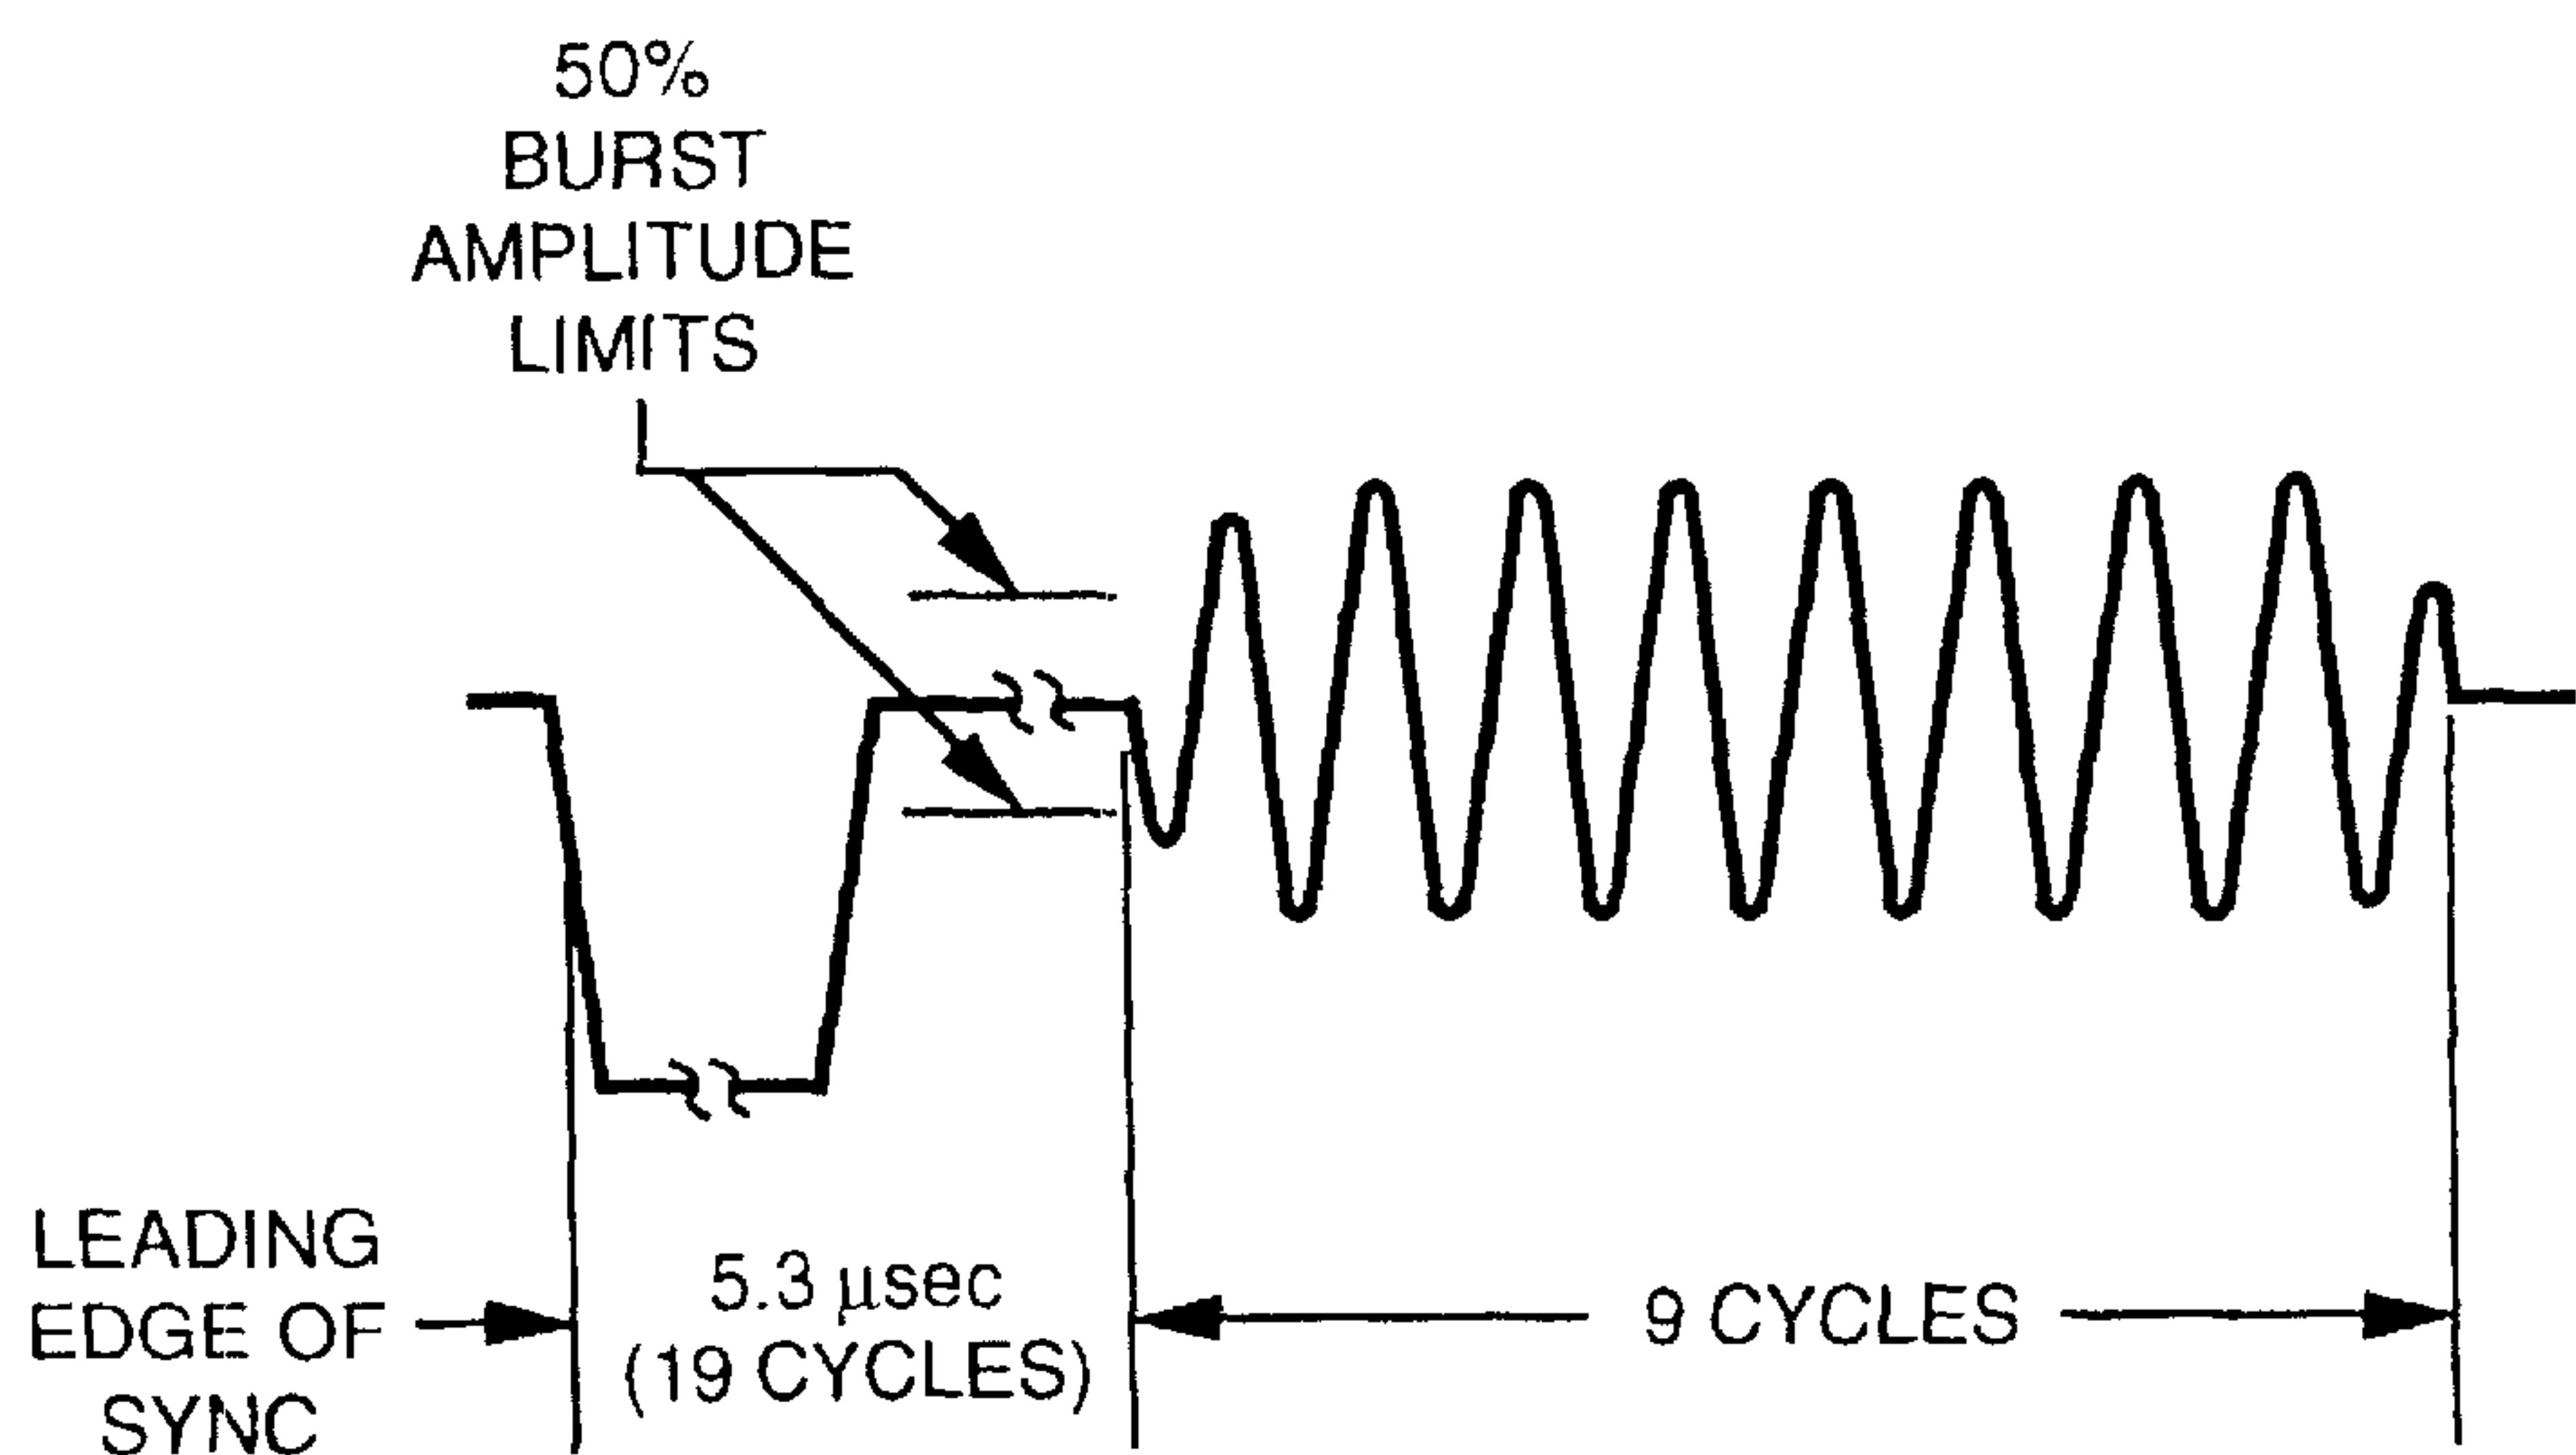 50%
BURST
AMPLITUDE
LIMITS
LEADING
EDGE OF
SYNC
5.3 µsec
(19 CYCLES)
9 CYCLES